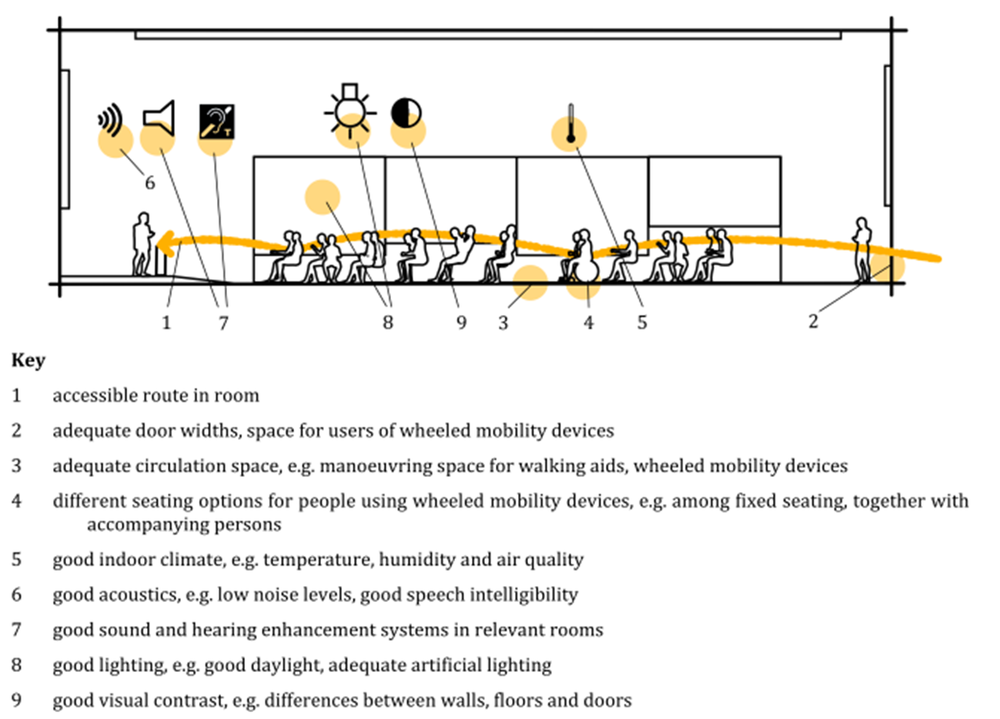 T
6
1
7
8
9
3
4
5
2
Key
1 accessible route in room
2 adequate door widths, space for users of wheeled mobility devices
3 adequate circulation space, e.g. manoeuvring space for walking aids, wheeled mobility devices
4 different seating options for people using wheeled mobility devices, e.g. among fixed seating, together with
accompanying persons
5 good indoor climate, e.g. temperature, humidity and air quality
6 good acoustics, e.g. low noise levels, good speech intelligibility
7 good sound and hearing enhancement systems in relevant rooms
8 good lighting, e.g. good daylight, adequate artificial lighting
9 good visual contrast, e.g. differences between walls, floors and doors